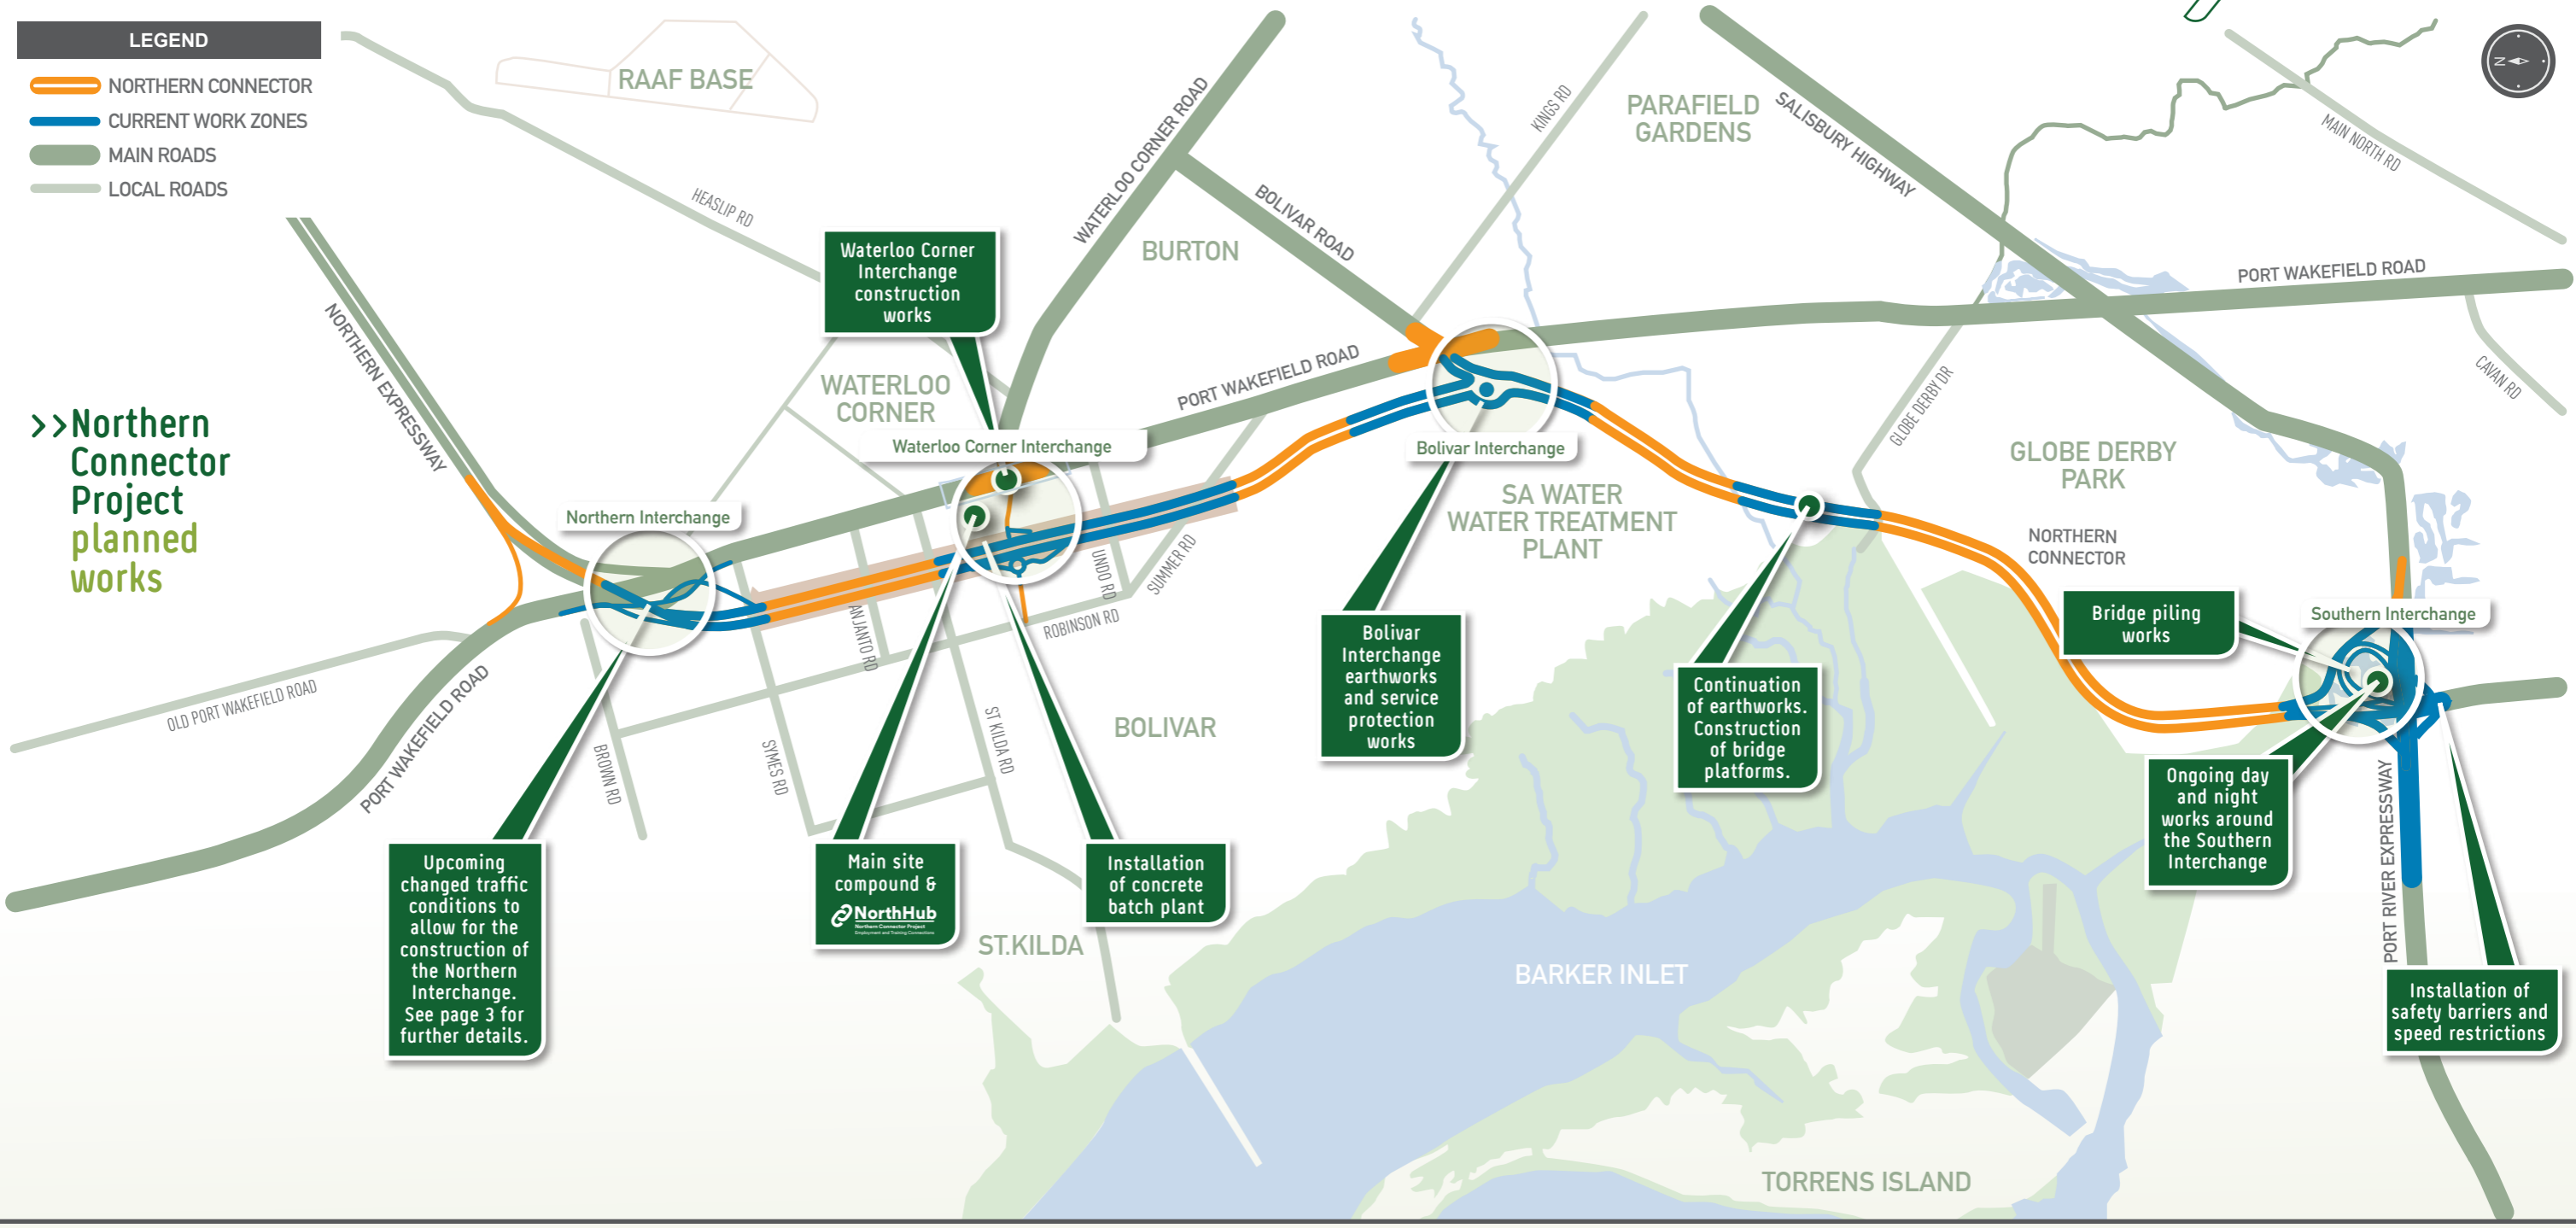 LEGEND
NORTHERN CONNECTOR
CURRENT WORK ZONES
MAIN ROADS
LOCAL ROADS
>>Northern
Connector
Project
planned
works
RAAF BASE
HEASLIP RD
NORTHERN EXPRESSWAY
WATERLOO CORNER ROAD
BOLIVAR ROAD
KINGS RD
PARAFIELD
GARDENS
SALISBURY HIGHWAY
MAIN NORTH RD
N
BURTON
PORT WAKEFIELD ROAD
CAVAN RD
Waterloo Corner
Interchange
construction
works
WATERLOO
CORNER
PORT WAKEFIELD ROAD
Waterloo Corner Interchange
Bolivar Interchange
GLOBE DERBY DR
GLOBE DERBY
PARK
SA WATER
WATER TREATMENT
PLANT
Northern Interchange
NORTHERN
CONNECTOR
UNDO RD
SUMMER RD
ANJANTO RD
ROBINSON RD
Bridge piling
works
Southern Interchange
OLD PORT WAKEFIELD ROAD
PORT WAKEFIELD ROAD
BROWN RD
SYMES RD
ST KILDA RD
BOLIVAR
Bolivar
Interchange
earthworks
and service
protection
works
Continuation
of earthworks.
Construction
of bridge
platforms.
Ongoing day
and night
works around
the Southern
Interchange
PORT RIVER EXPRESSWAY
Upcoming
changed traffic
conditions to
allow for the
construction of
the Northern
Interchange.
See page 3 for
further details.
Main site
compound &
NorthHub
Northern Connector Project
Employment and Training Connections
Installation
of concrete
batch plant
ST.KILDA
BARKER INLET
Installation of
safety barriers and
speed restrictions
TORRENS ISLAND